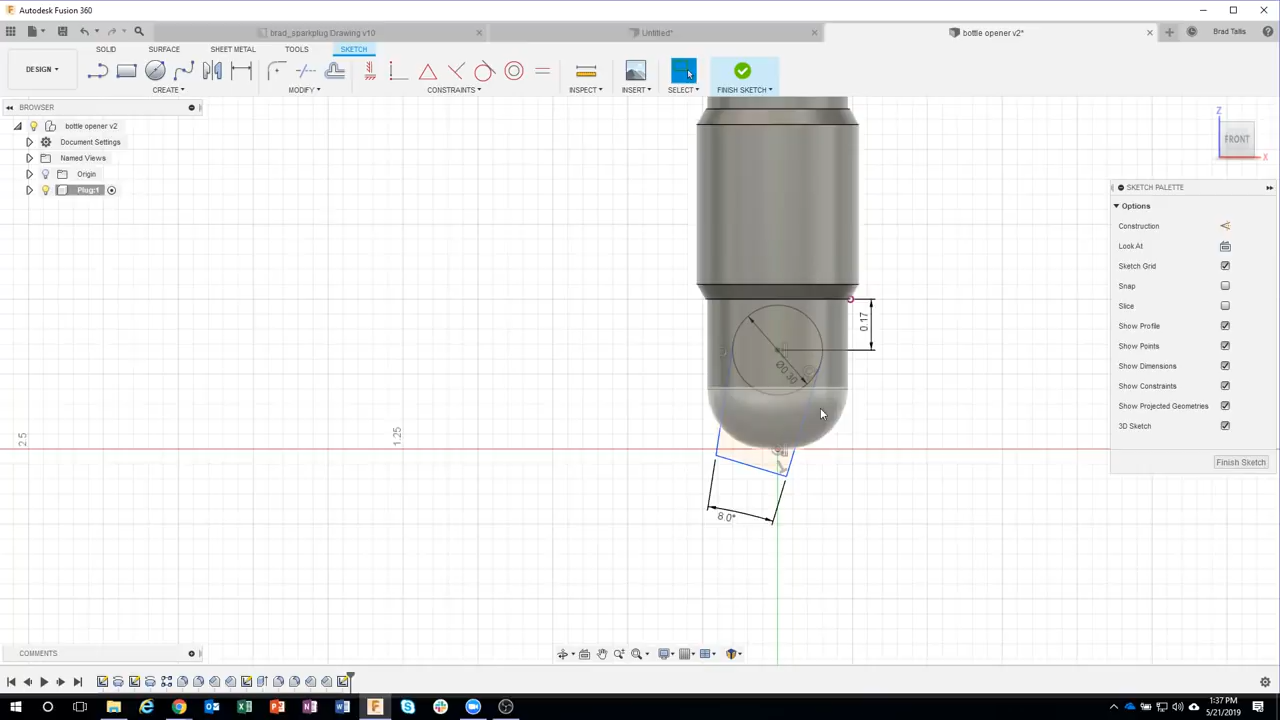 Autodesk Fusion 360
brad_sparkplug Drawing v10
Untitled*
bottle opener v2*
Brad Tallis
DESIGN
SOLID
SURFACE
SHEET METAL
TOOLS
SKETCH
CREATE
MODIFY
CONSTRAINTS
INSPECT
INSERT
SELECT
FINISH SKETCH
BROWSER
bottle opener v2
Document Settings
Named Views
Origin
Plug:1
Z
FRONT
X
SKETCH PALETTE
Options
Construction
Look At
Sketch Grid
Snap
Slice
Show Profile
Show Points
Show Dimensions
Show Constraints
Show Projected Geometries
3D Sketch
Finish Sketch
0.17
Ø0.30
2.5
1.25
8.0°
COMMENTS
1:37 PM
5/21/2019